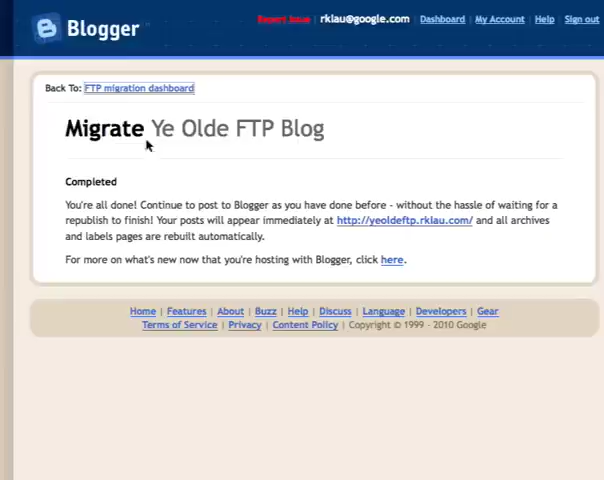 Blogger
Report Issue | rklau@google.com | Dashboard | My Account | Help | Sign out
Back To: FTP migration dashboard
Migrate Ye Olde FTP Blog
Completed
You're all done! Continue to post to Blogger as you have done before - without the hassle of waiting for a
republish to finish! Your posts will appear immediately at http://yeoldeftp.rklau.com/ and all archives
and labels pages are rebuilt automatically.
For more on what's new now that you're hosting with Blogger, click here.
Home | Features | About | Buzz | Help | Discuss | Language | Developers | Gear
Terms of Service | Privacy | Content Policy | Copyright © 1999 - 2010 Google